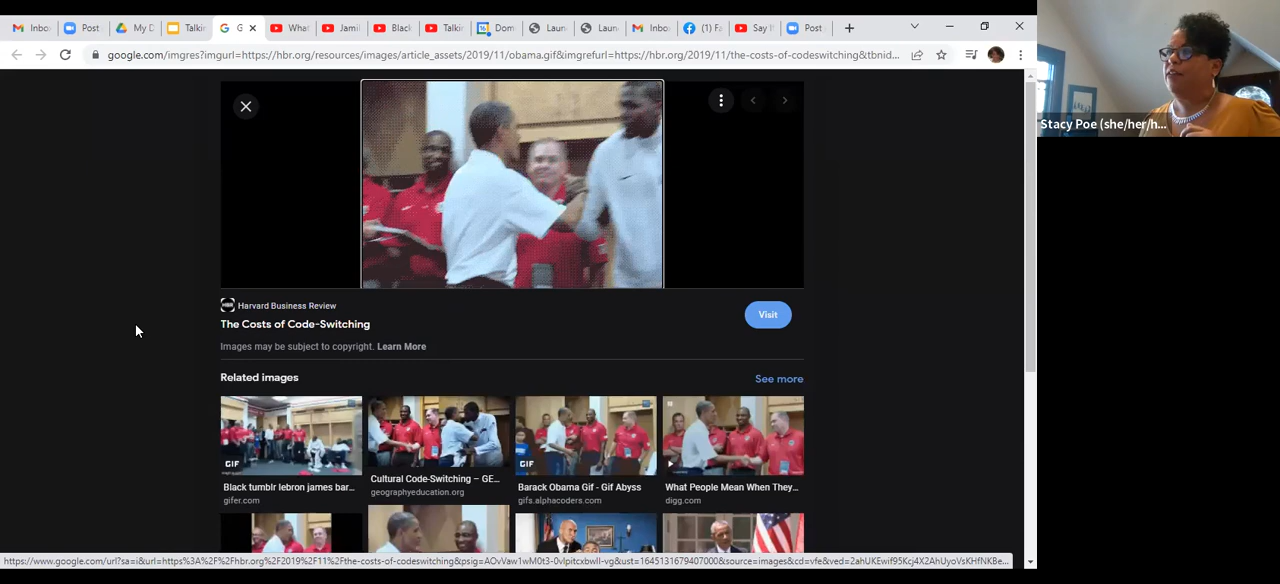 Inbo Post My D Talkin G What Jamil Black Talkin Dom Laun Laun Inbo (1) Fa Say I Post
google.com/imgres?imgurl=https://hbr.org/resources/images/article_assets/2019/11/obama.gif&imgrefurl=https://hbr.org/2019/11/the-costs-of-codeswitching&tbnid...
Stacy Poe (she/her/h...
Harvard Business Review
The Costs of Code-Switching
Visit
Images may be subject to copyright. Learn More
Related images
See more
GIF
GIF
Black tumblr lebron james bar...
gifer.com
Cultural Code-Switching – GE...
geographyeducation.org
Barack Obama Gif - Gif Abyss
gifs.alphacoders.com
What People Mean When They...
digg.com